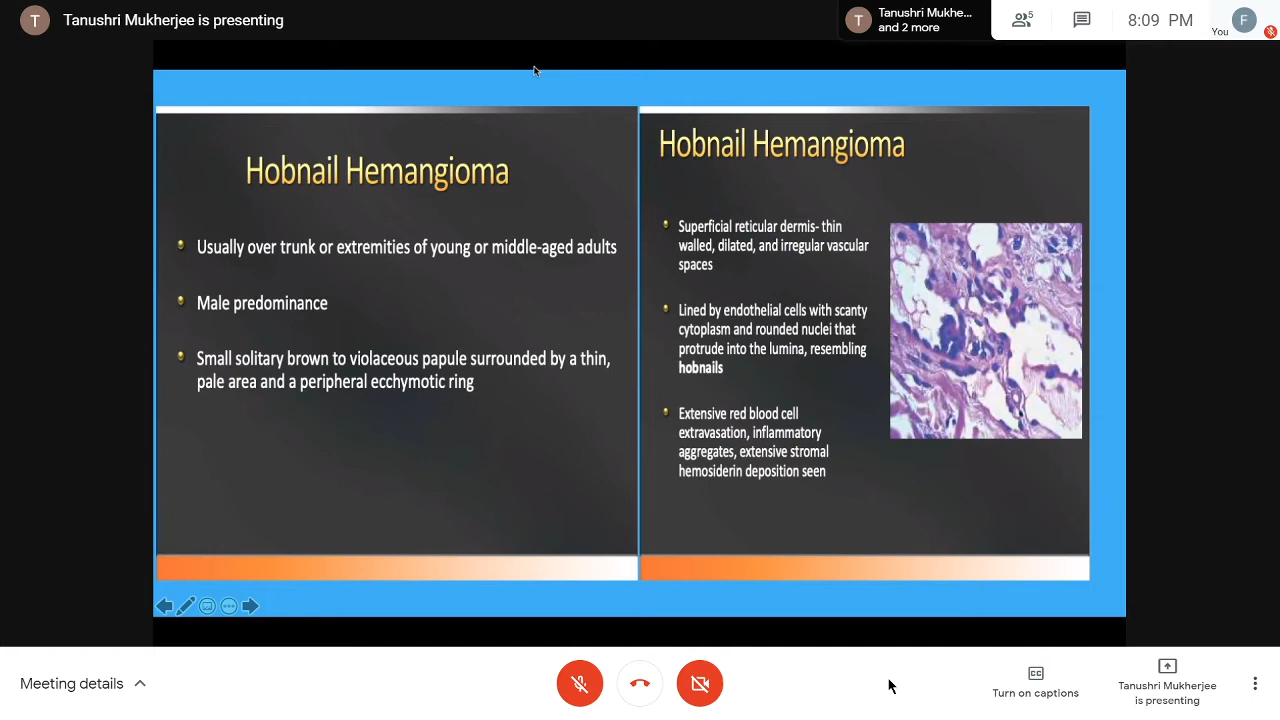 T
Tanushri Mukherjee is presenting
T
Tanushri Mukhe...
and 2 more
5
8:09 PM
You
F
Hobnail Hemangioma
Usually over trunk or extremities of young or middle-aged adults
Male predominance
Small solitary brown to violaceous papule surrounded by a thin,
pale area and a peripheral ecchymotic ring
Hobnail Hemangioma
Superficial reticular dermis- thin
walled, dilated, and irregular vascular
spaces
Lined by endothelial cells with scanty
cytoplasm and rounded nuclei that
protrude into the lumina, resembling
hobnails
Extensive red blood cell
extravasation, inflammatory
aggregates, extensive stromal
hemosiderin deposition seen
Meeting details
CC
Turn on captions
Tanushri Mukherjee
is presenting